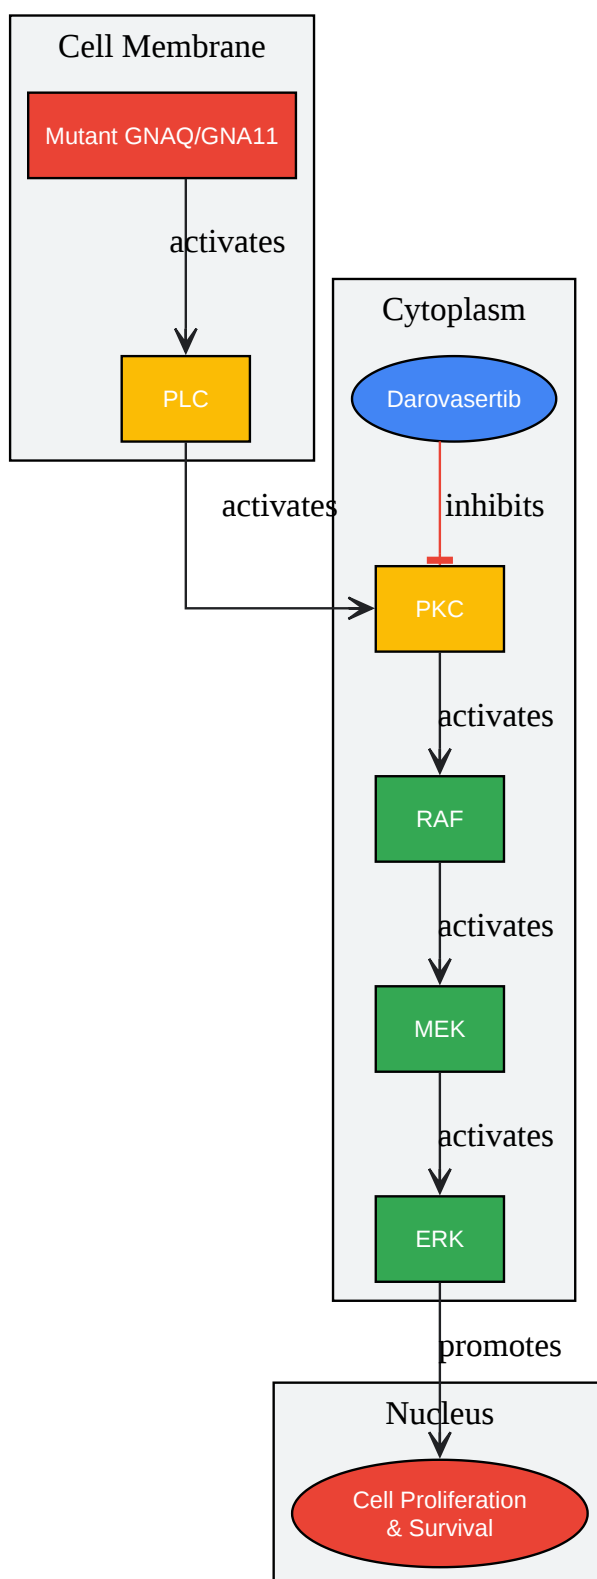 Cell Membrane
Mutant GNAQ/GNA11
activates
PLC
activates
Cytoplasm
Darovasertib
inhibits
PKC
activates
RAF
activates
MEK
activates
ERK
promotes
Nucleus
Cell Proliferation
& Survival